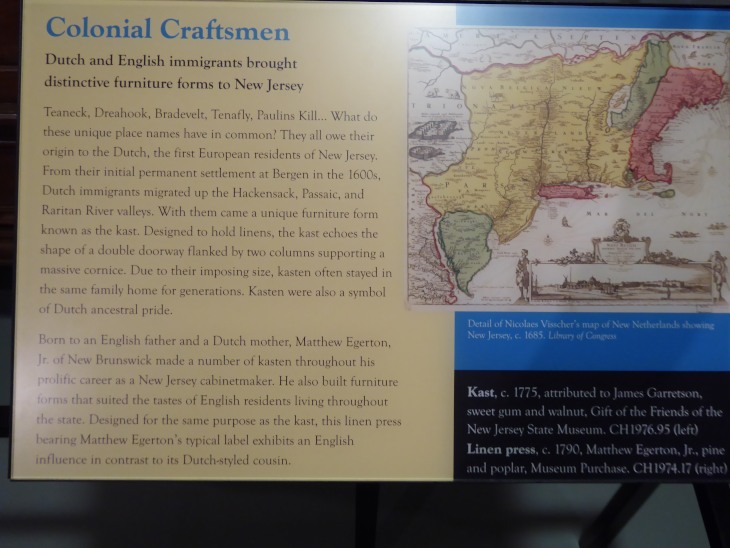 Colonial Craftsmen
Dutch and English immigrants brought
distinctive furniture forms to New Jersey
Teaneck, Dreahook, Bradevelt, Tenafly, Paulins Kill... What do
these unique place names have in common? They all owe their
origin to the Dutch, the first European residents of New Jersey.
From their initial permanent settlement at Bergen in the 1600s,
Dutch immigrants migrated up the Hackensack, Passaic, and
Raritan River valleys. With them came a unique furniture form
known as the kast. Designed to hold linens, the kast echoes the
shape of a double doorway flanked by two columns supporting a
massive cornice. Due to their imposing size, kasten often stayed in
the same family home for generations. Kasten were also a symbol
of Dutch ancestral pride.
Born to an English father and a Dutch mother, Matthew Egerton,
Jr. of New Brunswick made a number of kasten throughout his
prolific career as a New Jersey cabinetmaker. He also built furniture
forms that suited the tastes of English residents living throughout
the state. Designed for the same purpose as the kast, this linen press
bearing Matthew Egerton's typical label exhibits an English
influence in contrast to its Dutch-styled cousin.
MAR DEL NORT
Detail of Nicolaes Visscher's map of New Netherlands showing
New Jersey, c. 1685. Library of Congress
Kast, c. 1775, attributed to James Garretson,
sweet gum and walnut, Gift of the Friends of the
New Jersey State Museum. CH1976.95 (left)
Linen press, c. 1790, Matthew Egerton, Jr., pine
and poplar, Museum Purchase. CH1974.17 (right)